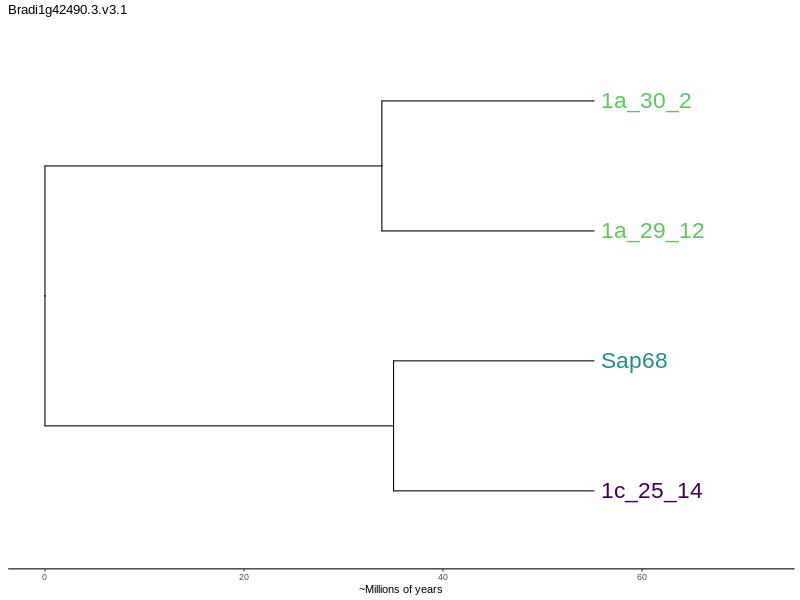 Bradi1g42490.3.v3.1
1a_30_2
1a_29_12
Sap68
1c_25_14
0 20 40 60
~Millions of years